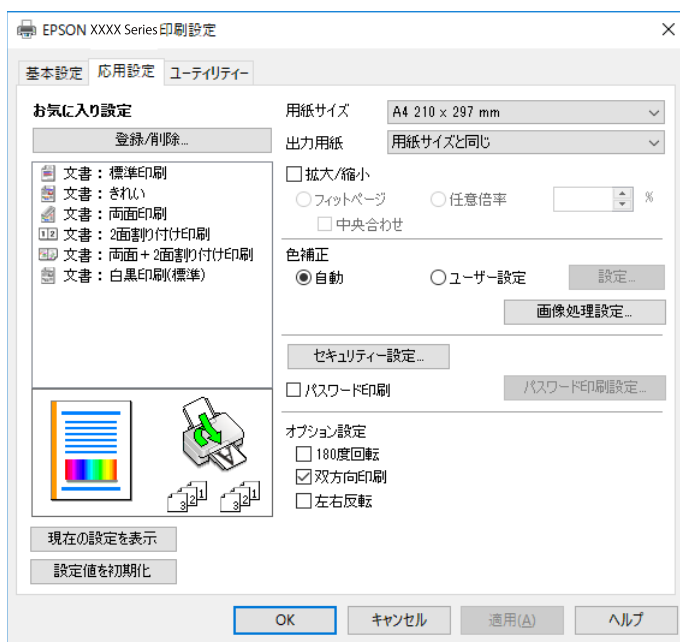 EPSON XXXX Series印刷設定
基本設定 応用設定 ユーティリティー
お気に入り設定
登録/削除...
文書：標準印刷
文書：きれい
文書：両面印刷
1 2 文書：2面割り付け印刷
文書：両面+2面割り付け印刷
文書：白黒印刷(標準)
3 2 1 3 2 1
現在の設定を表示
設定値を初期化
用紙サイズ A4 210 x 297 mm
出力用紙 用紙サイズと同じ
拡大/縮小
フィットページ 任意倍率 %
中央合わせ
色補正
自動 ユーザー設定 設定...
画像処理設定...
セキュリティー設定...
パスワード印刷 パスワード印刷設定...
オプション設定
180度回転
双方向印刷
左右反転
OK キャンセル 適用(A) ヘルプ